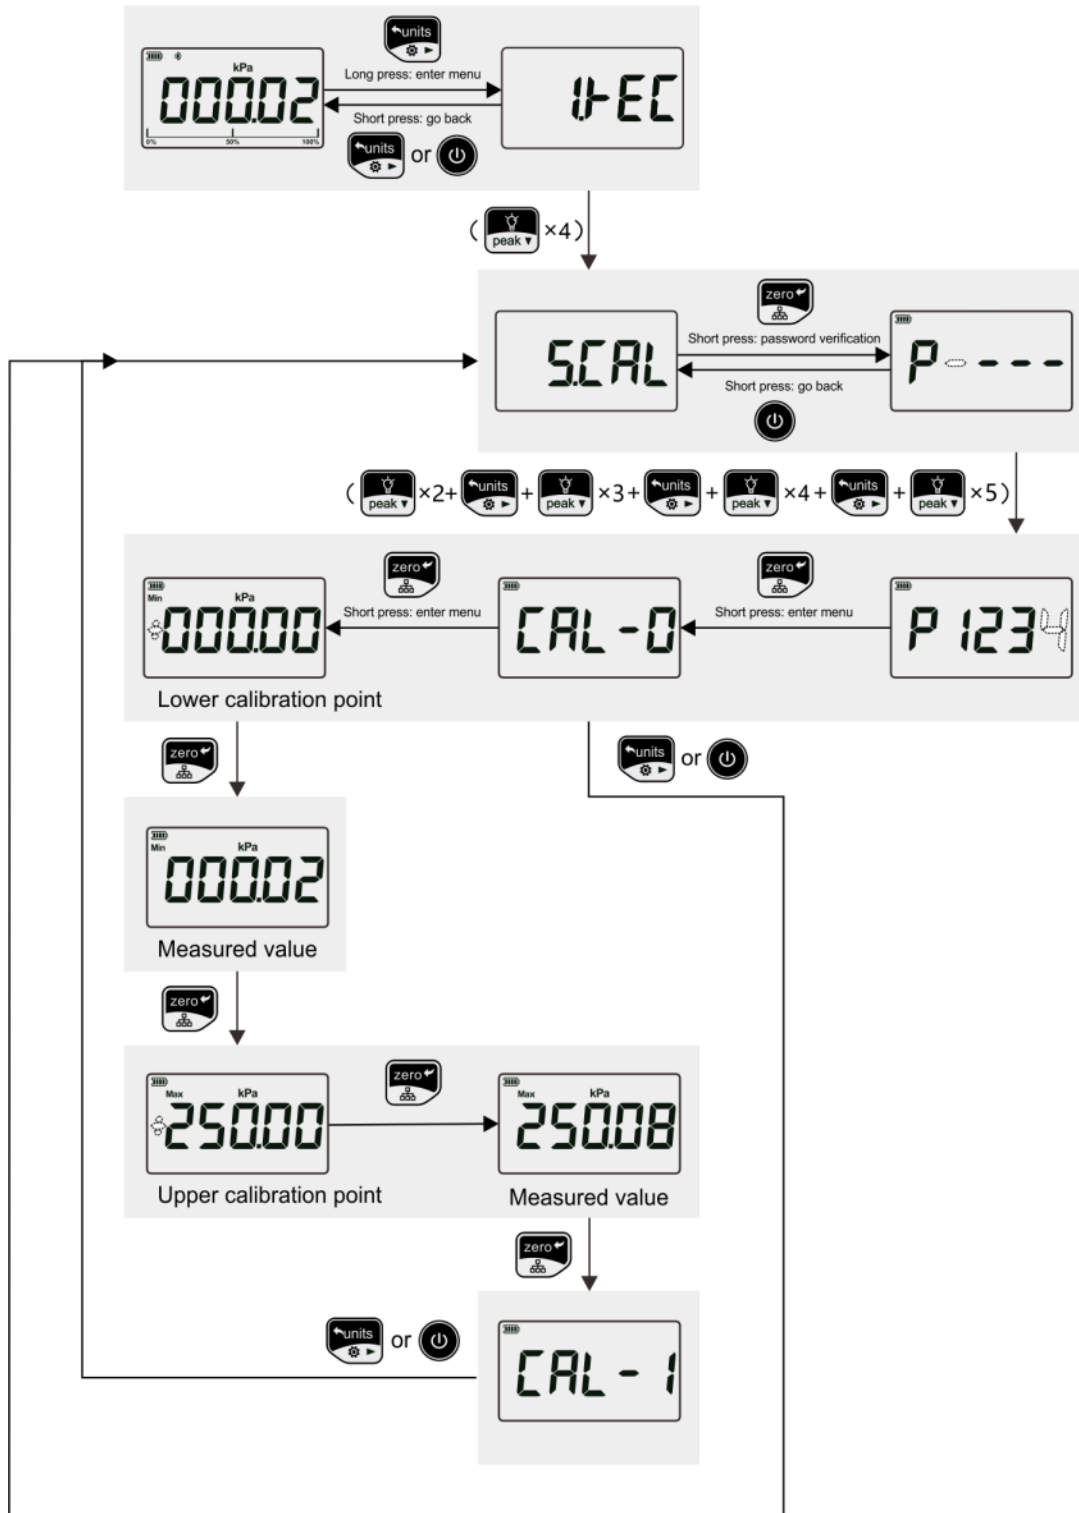 units
kPa
000.02
0% 50% 100%
Long press: enter menu
Short press: go back
units or
1.rEC
( peak ▼ ×4)
5.CAL
zero
Short press: password verification
Short press: go back
P----
( peak ▼ ×2+ units + peak ▼ ×3+ units + peak ▼ ×4+ units + peak ▼ ×5)
Min kPa
000.00
Lower calibration point
zero
Short press: enter menu
CAL-0
zero
Short press: enter menu
P1234
zero
units or
Min kPa
000.02
Measured value
zero
Max kPa
250.00
Upper calibration point
zero
Max kPa
250.08
Measured value
zero
units or
CAL-1